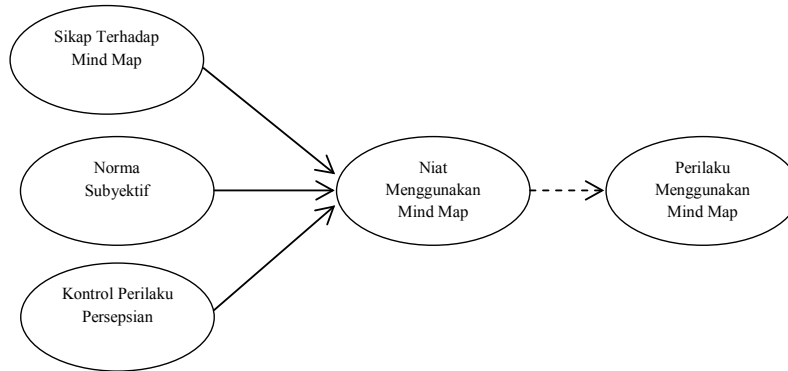 Sikap Terhadap
Mind Map
Norma
Subyektif
Kontrol Perilaku
Persepsian
Niat
Menggunakan
Mind Map
Perilaku
Menggunakan
Mind Map